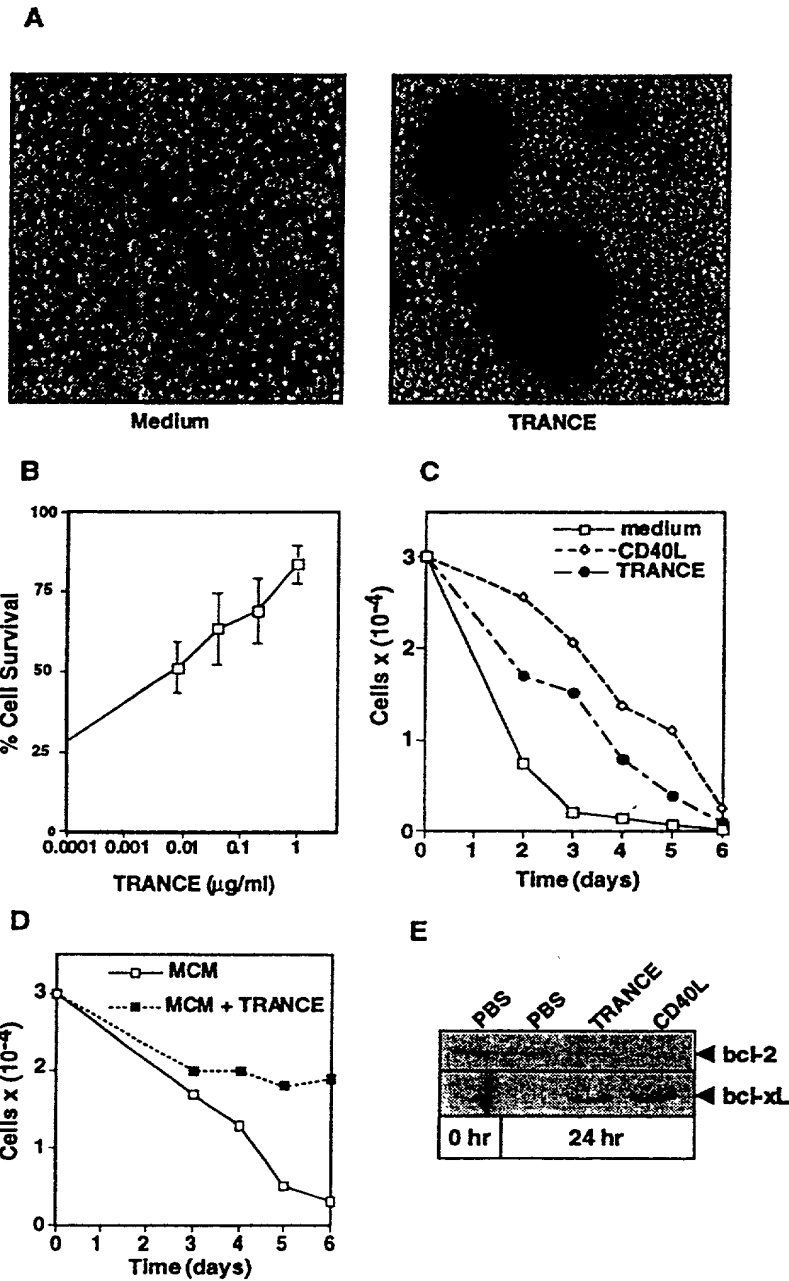 A
Medium
TRANCE
B
% Cell Survival
100
75
50
25
0
0.0001 0.001 0.01 0.1 1
TRANCE (μg/ml)
C
medium
CD40L
TRANCE
Cells x (10⁻⁴)
3
2
1
0
0 1 2 3 4 5 6
Time (days)
D
MCM
MCM + TRANCE
Cells x (10⁻⁴)
3
2
1
0
0 1 2 3 4 5 6
Time (days)
E
PBS PBS TRANCE CD40L
bcl-2
bcl-xL
0 hr 24 hr